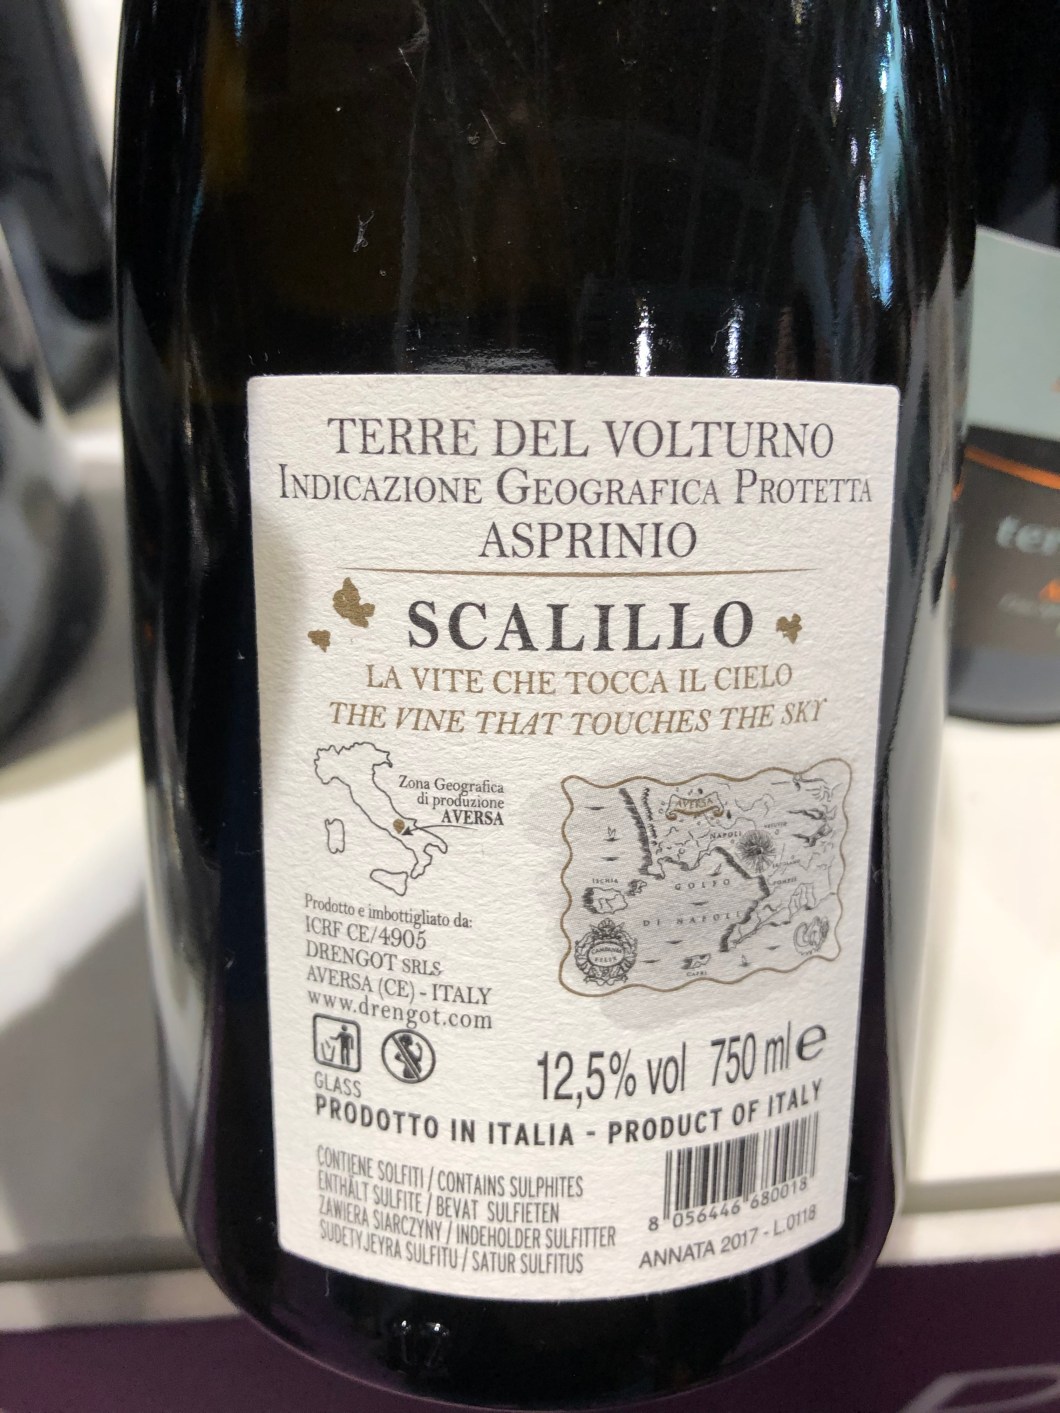 TERRE DEL VOLTURNO
INDICAZIONE GEOGRAFICA PROTETTA
ASPRINIO
SCALILLO
LA VITE CHE TOCCA IL CIELO
THE VINE THAT TOUCHES THE SKY
Zona Geografica
di produzione
AVERSA
AVERSA
NAPOLI
ISCHIA
GOLFO
DI NAPOLI
POMPEI
CAPRI
Prodotto e imbottigliato da:
ICRF CE/4905
DRENGOT SRLS
AVERSA (CE) - ITALY
www.drengot.com
GLASS
12,5% vol 750 ml e
PRODOTTO IN ITALIA - PRODUCT OF ITALY
CONTIENE SOLFITI / CONTAINS SULPHITES
ENTHÄLT SULFITE / BEVAT SULFIETEN
ZAWIERA SIARCZYNY / INDEHOLDER SULFITTER
SUDETYJEYRA SULFITU / SATUR SULFITUS
8 056446 680018
ANNATA 2017 - L.0118
ter